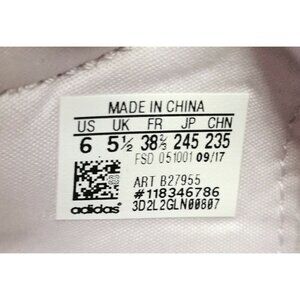 MADE IN CHINA
US UK FR JP CHN
6 5½ 38⅔ 245 235
FSD 051001 09/17
ART B27955
#118346786
adidas 3D2L2GLN00807